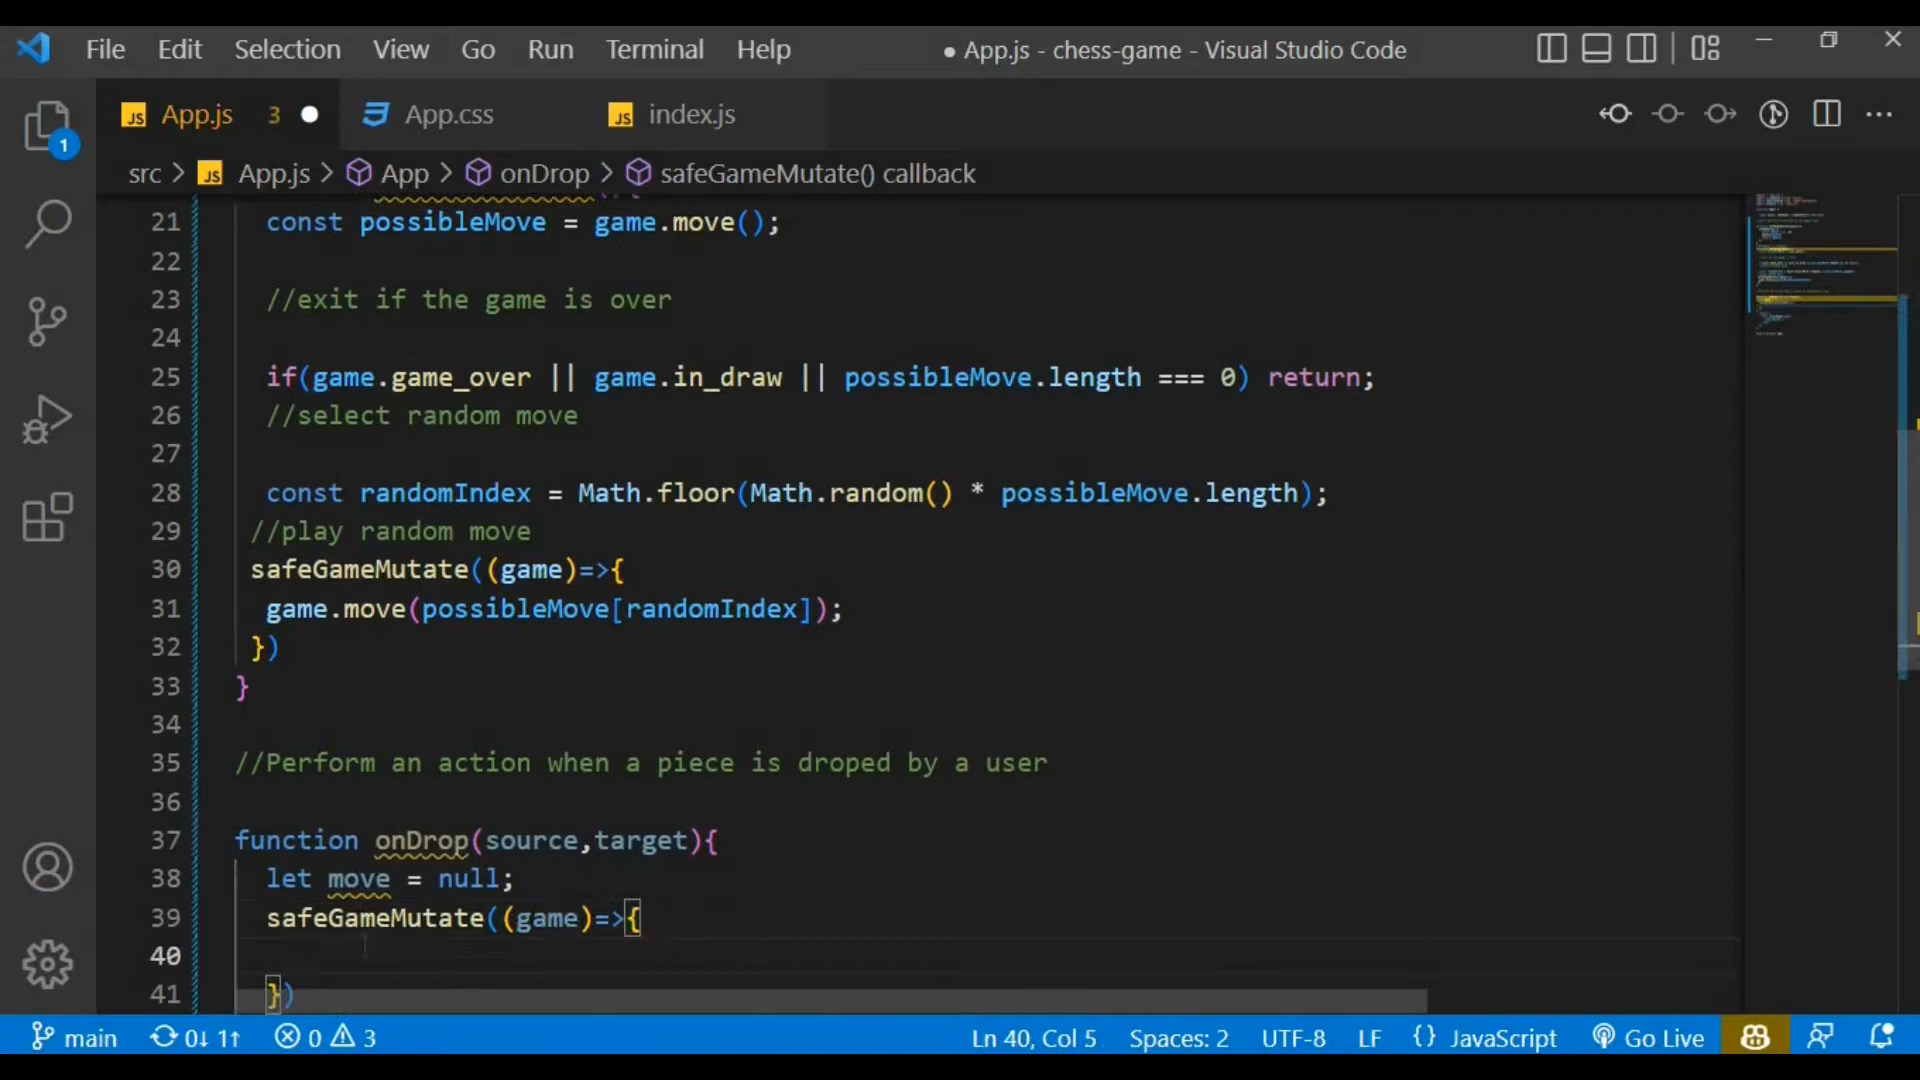 File Edit Selection View Go Run Terminal Help ● App.js - chess-game - Visual Studio Code
JS App.js 3 App.css JS index.js
1
src > JS App.js > App > onDrop > safeGameMutate() callback
21 const possibleMove = game.move();
22
23 //exit if the game is over
24
25 if(game.game_over || game.in_draw || possibleMove.length === 0) return;
26 //select random move
27
28 const randomIndex = Math.floor(Math.random() * possibleMove.length);
29 //play random move
30 safeGameMutate((game)=>{
31 game.move(possibleMove[randomIndex]);
32 })
33 }
34
35 //Perform an action when a piece is droped by a user
36
37 function onDrop(source,target){
38 let move = null;
39 safeGameMutate((game)=>{
40
41 })
main 0↓ 1↑ 0 3 Ln 40, Col 5 Spaces: 2 UTF-8 LF {} JavaScript Go Live